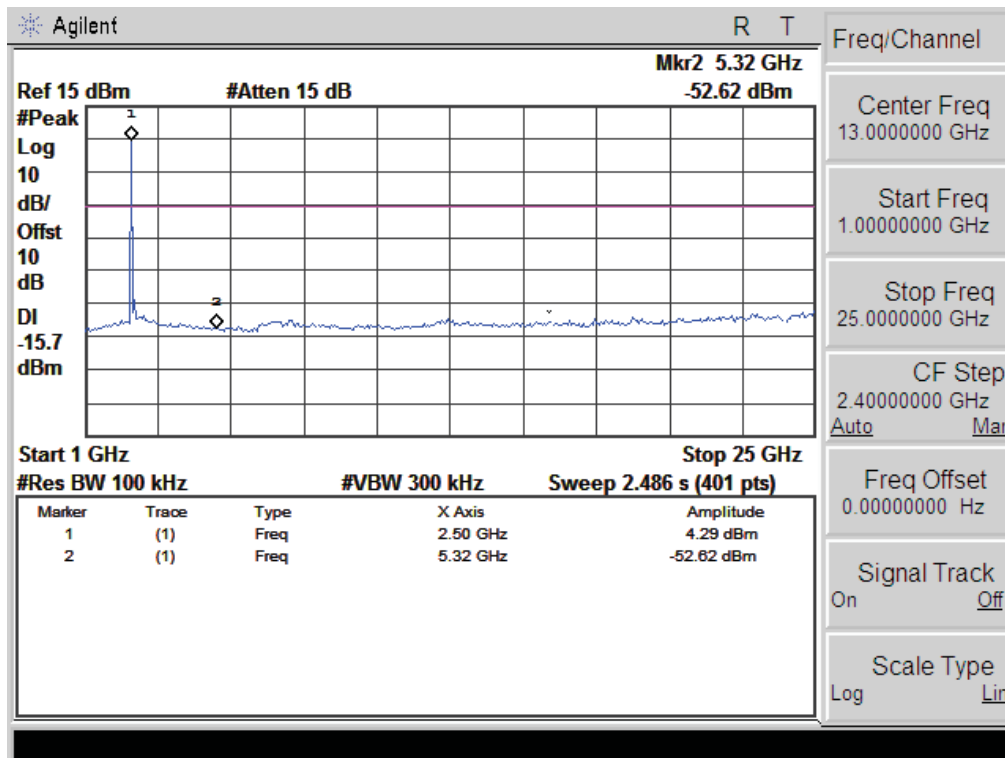 Agilent
R T
Mkr2 5.32 GHz
Ref 15 dBm #Atten 15 dB -52.62 dBm
#Peak
Log
10
dB/
Offst
10
dB
DI
-15.7
dBm
1
2
Start 1 GHz Stop 25 GHz
#Res BW 100 kHz #VBW 300 kHz Sweep 2.486 s (401 pts)
Marker Trace Type X Axis Amplitude
1 (1) Freq 2.50 GHz 4.29 dBm
2 (1) Freq 5.32 GHz -52.62 dBm
Freq/Channel
Center Freq
13.0000000 GHz
Start Freq
1.00000000 GHz
Stop Freq
25.0000000 GHz
CF Step
2.40000000 GHz
Auto Man
Freq Offset
0.00000000 Hz
Signal Track
On Off
Scale Type
Log Lin